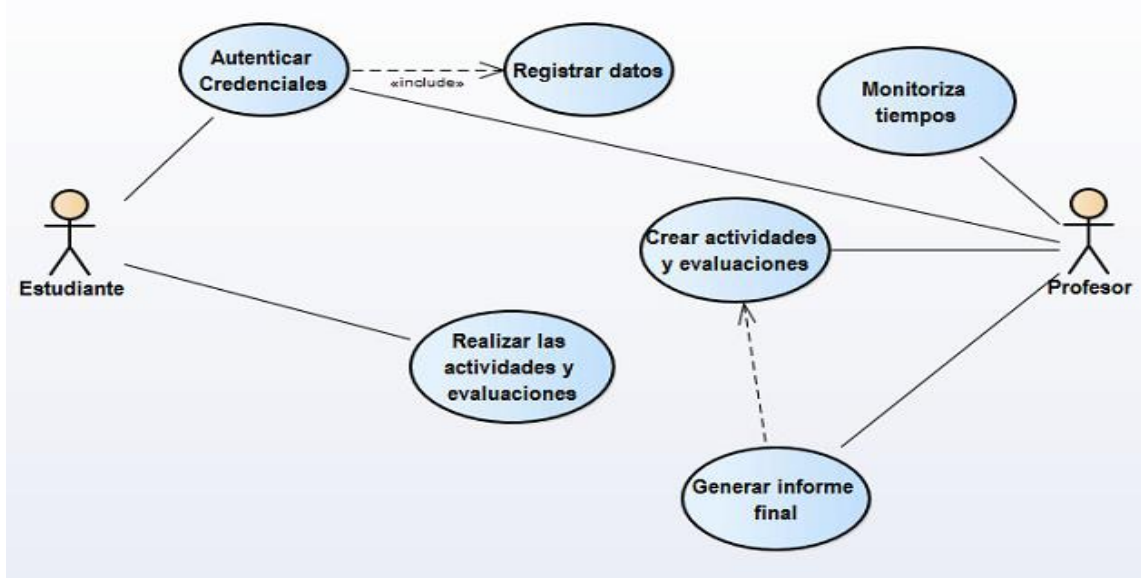 Autenticar
Credenciales
«include»
Registrar datos
Monitoriza
tiempos
Crear actividades
y evaluaciones
Estudiante
Profesor
Realizar las
actividades y
evaluaciones
Generar informe
final